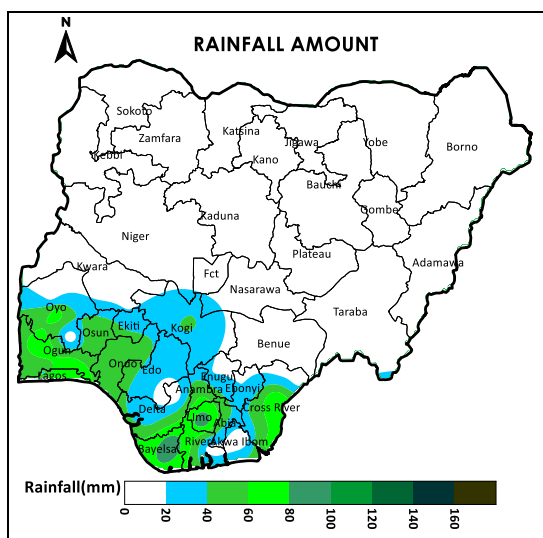 N
RAINFALL AMOUNT
Sokoto
Zamfara
Katsina
Jigawa
Yobe
Borno
Kebbi
Kano
Bauchi
Gombe
Kaduna
Niger
Plateau
Adamawa
Kwara
Fct
Nasarawa
Taraba
Oyo
Osun
Ekiti
Kogi
Benue
Ogun
Ondo
Edo
Lagos
Enugu
Anambra
Ebonyi
Delta
Imo
Abia
Cross River
Bayelsa
Rivers
Akwa Ibom
Rainfall(mm)
0 20 40 60 80 100 120 140 160